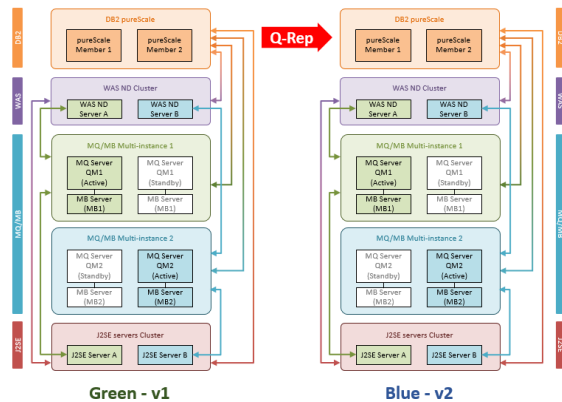 DB2
DB2 pureScale
pureScale
Member 1
pureScale
Member 2
WAS
WAS ND Cluster
WAS ND
Server A
WAS ND
Server B
MQ/MB
MQ/MB Multi-instance 1
MQ Server
QM1
(Active)
MQ Server
QM1
(Standby)
MB Server
(MB1)
MB Server
(MB1)
MQ/MB Multi-instance 2
MQ Server
QM2
(Standby)
MQ Server
QM2
(Active)
MB Server
(MB2)
MB Server
(MB2)
J2SE
J2SE servers Cluster
J2SE Server A
J2SE Server B
Green - v1
Q-Rep
DB2 pureScale
pureScale
Member 1
pureScale
Member 2
DB2
WAS ND Cluster
WAS ND
Server A
WAS ND
Server B
WAS
MQ/MB Multi-instance 1
MQ Server
QM1
(Active)
MQ Server
QM1
(Standby)
MB Server
(MB1)
MB Server
(MB1)
MQ/MB
MQ/MB Multi-instance 2
MQ Server
QM2
(Standby)
MQ Server
QM2
(Active)
MB Server
(MB2)
MB Server
(MB2)
J2SE servers Cluster
J2SE Server A
J2SE Server B
J2SE
Blue - v2